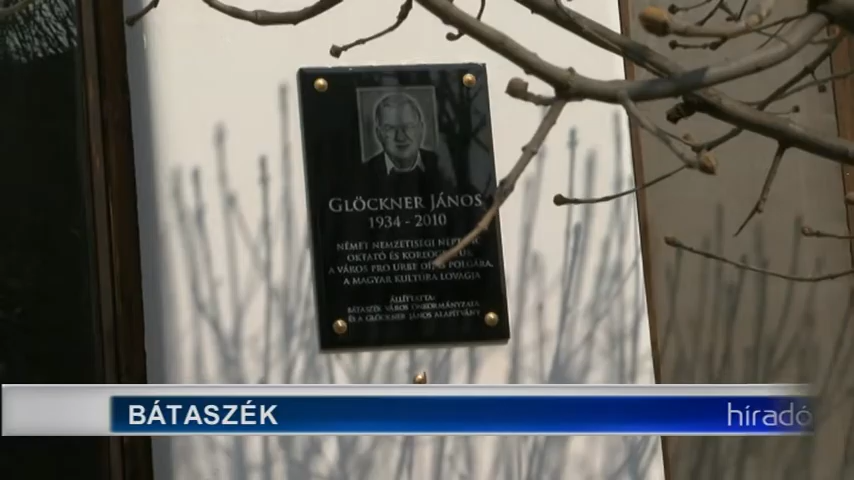 GLÖCKNER JÁNOS
1934 - 2010
NÉMET NEMZETISÉGI
OKTATÓ ÉS
A VÁROS PRO URBE DÍJAS POLGÁRA,
A MAGYAR KULTÚRA LOVAGJA
ÁLLÍTTATTA:
BÁTASZÉK VÁROS ÖNKORMÁNYZATA
ÉS A GLÖCKNER JÁNOS ALAPÍTVÁNY
BÁTASZÉK
híradó